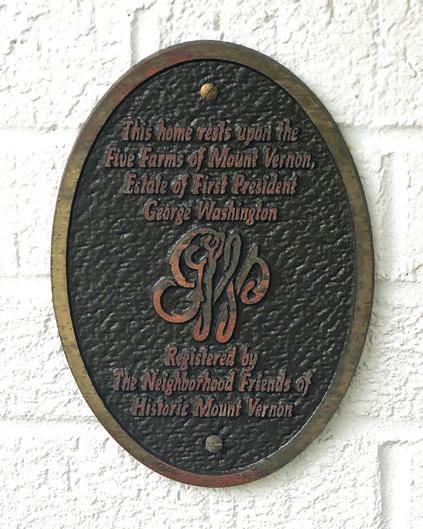 This home rests upon the
Five Farms of Mount Vernon,
Estate of First President
George Washington
GW
Registered by
The Neighborhood Friends of
Historic Mount Vernon